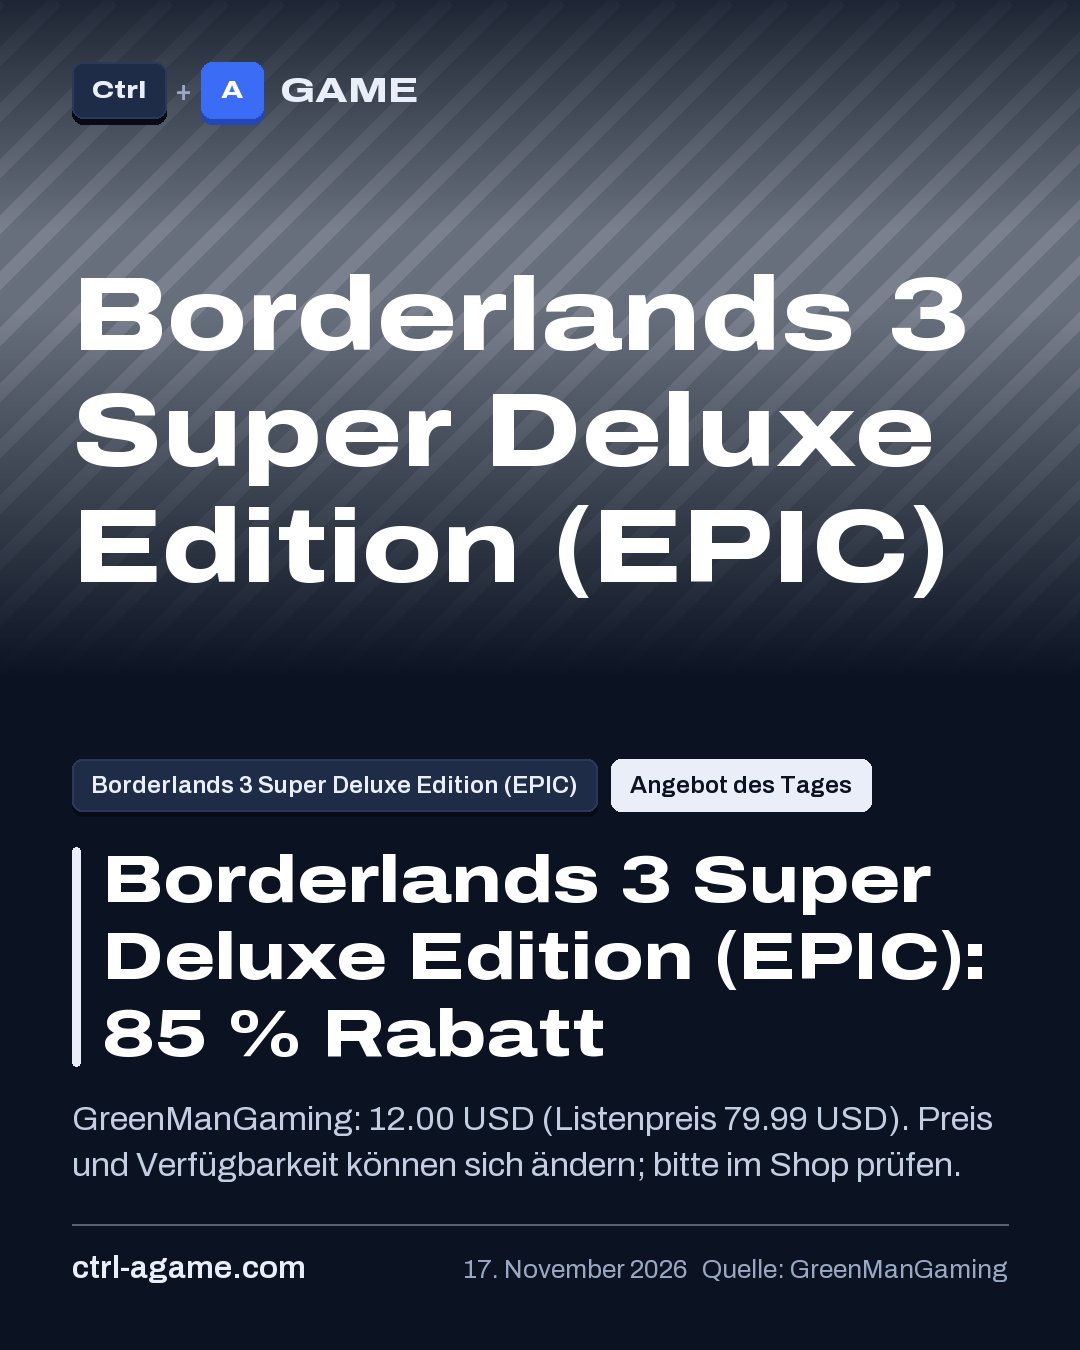 Ctrl + A GAME
Borderlands 3
Super Deluxe
Edition (EPIC)
Borderlands 3 Super Deluxe Edition (EPIC) Angebot des Tages
Borderlands 3 Super
Deluxe Edition (EPIC):
85 % Rabatt
GreenManGaming: 12.00 USD (Listenpreis 79.99 USD). Preis
und Verfügbarkeit können sich ändern; bitte im Shop prüfen.
ctrl-agame.com 17. November 2026 Quelle: GreenManGaming